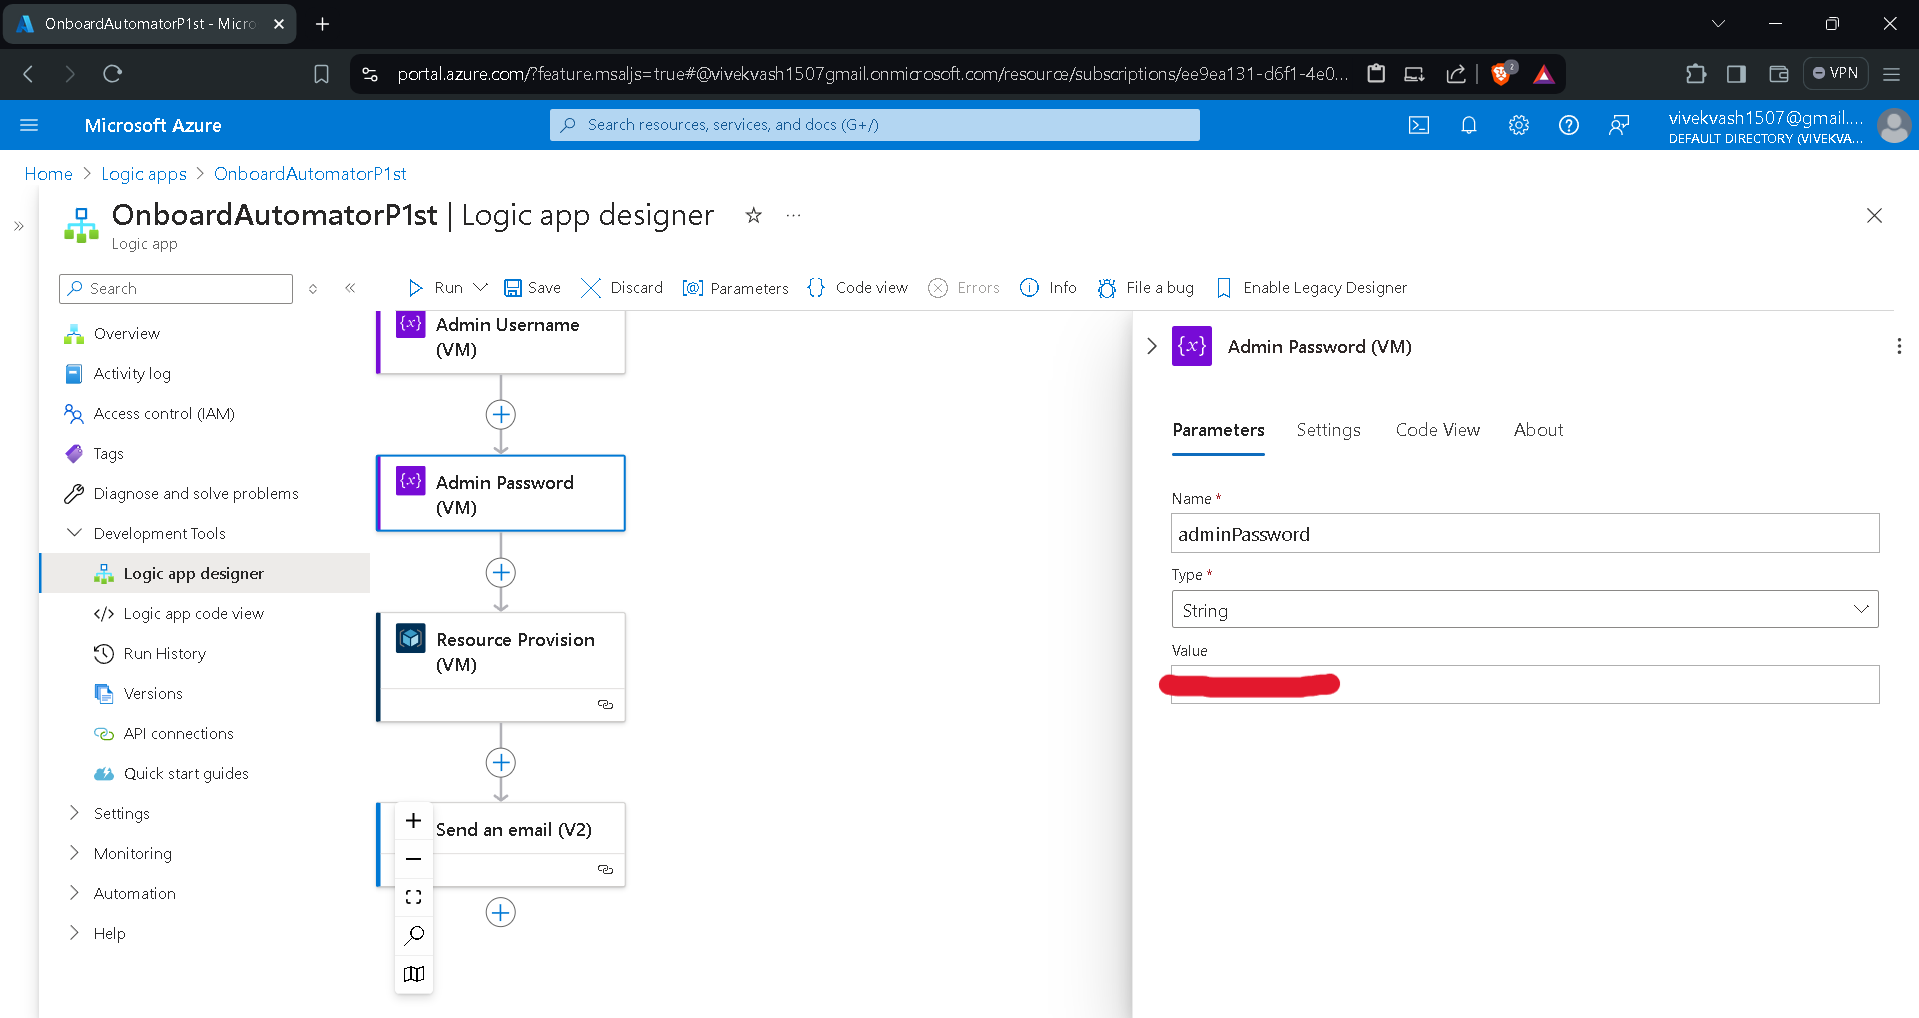 OnboardAutomatorP1st - Micro
portal.azure.com/?feature.msaljs=true#@vivekvash1507gmail.onmicrosoft.com/resource/subscriptions/ee9ea131-d6f1-4e0...
2
VPN
Microsoft Azure
Search resources, services, and docs (G+/)
vivekvash1507@gmail....
DEFAULT DIRECTORY (VIVEKVA...
Home > Logic apps > OnboardAutomatorP1st
OnboardAutomatorP1st | Logic app designer
Logic app
Search
Run
Save
Discard
Parameters
Code view
Errors
Info
File a bug
Enable Legacy Designer
Overview
Activity log
Access control (IAM)
Tags
Diagnose and solve problems
Development Tools
Logic app designer
Logic app code view
Run History
Versions
API connections
Quick start guides
Settings
Monitoring
Automation
Help
Admin Username
(VM)
Admin Password
(VM)
Resource Provision
(VM)
Send an email (V2)
Admin Password (VM)
Parameters
Settings
Code View
About
Name *
adminPassword
Type *
String
Value